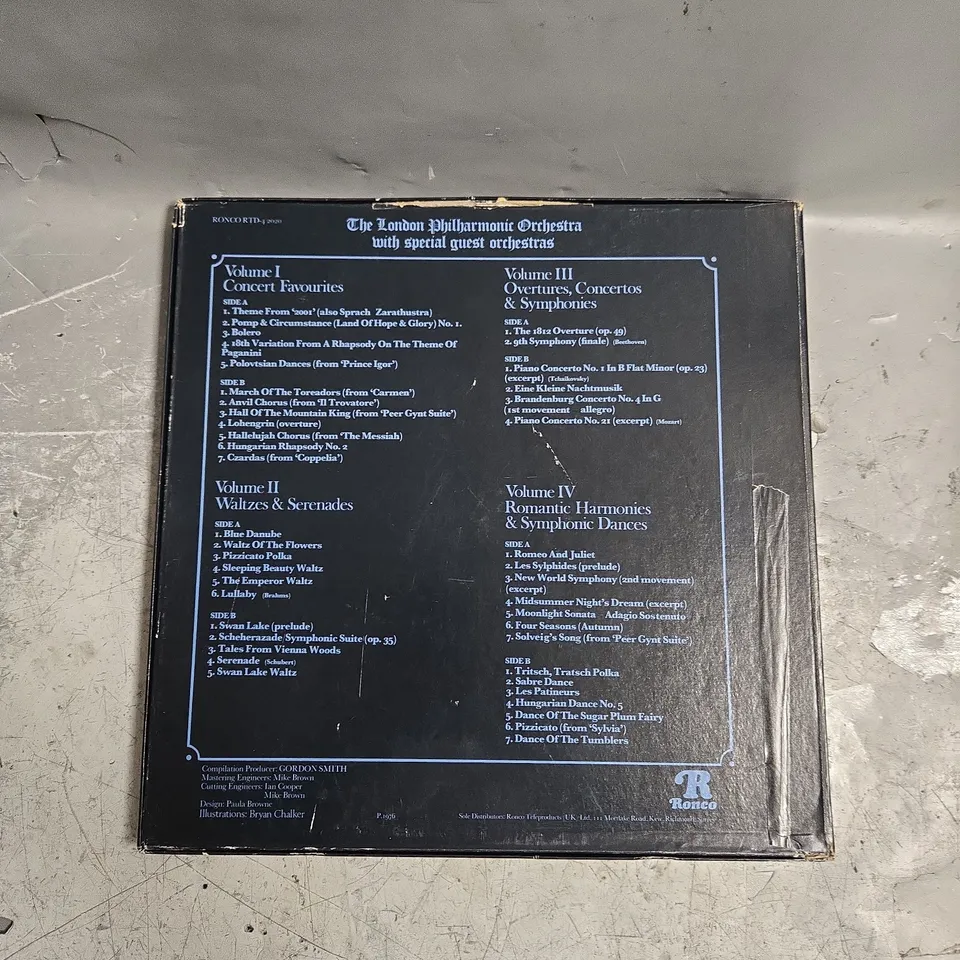 RONCO RTD-4 2020
The London Philharmonic Orchestra
with special guest orchestras
Volume I
Concert Favourites
SIDE A
1. Theme From '2001' (also Sprach Zarathustra)
2. Pomp & Circumstance (Land Of Hope & Glory) No. 1.
3. Bolero
4. 18th Variation From A Rhapsody On The Theme Of
Paganini
5. Polovtsian Dances (from 'Prince Igor')
SIDE B
1. March Of The Toreadors (from 'Carmen')
2. Anvil Chorus (from 'Il Trovatore')
3. Hall Of The Mountain King (from 'Peer Gynt Suite')
4. Lohengrin (overture)
5. Hallelujah Chorus (from 'The Messiah)
6. Hungarian Rhapsody No. 2
7. Czardas (from 'Coppelia')
Volume II
Waltzes & Serenades
SIDE A
1. Blue Danube
2. Waltz Of The Flowers
3. Pizzicato Polka
4. Sleeping Beauty Waltz
5. The Emperor Waltz
6. Lullaby (Brahms)
SIDE B
1. Swan Lake (prelude)
2. Scheherazade/Symphonic Suite (op. 35)
3. Tales From Vienna Woods
4. Serenade (Schubert)
5. Swan Lake Waltz
Volume III
Overtures, Concertos
& Symphonies
SIDE A
1. The 1812 Overture (op. 49)
2. 9th Symphony (finale) (Beethoven)
SIDE B
1. Piano Concerto No. 1 In B Flat Minor (op. 23)
(excerpt) (Tchaikovsky)
2. Eine Kleine Nachtmusik
3. Brandenburg Concerto No. 4 In G
(1st movement allegro)
4. Piano Concerto No. 21 (excerpt) (Mozart)
Volume IV
Romantic Harmonies
& Symphonic Dances
SIDE A
1. Romeo And Juliet
2. Les Sylphides (prelude)
3. New World Symphony (2nd movement)
(excerpt)
4. Midsummer Night's Dream (excerpt)
5. Moonlight Sonata Adagio Sostenuto
6. Four Seasons (Autumn)
7. Solveig's Song (from 'Peer Gynt Suite')
SIDE B
1. Tritsch, Tratsch Polka
2. Sabre Dance
3. Les Patineurs
4. Hungarian Dance No. 5
5. Dance Of The Sugar Plum Fairy
6. Pizzicato (from 'Sylvia')
7. Dance Of The Tumblers
Compilation Producer: GORDON SMITH
Mastering Engineers: Mike Brown
Cutting Engineers: Ian Cooper
Mike Brown
Design: Paula Browne
Illustrations: Bryan Chalker
P.1976
Sole Distributor: Ronco Teleproducts (UK) Ltd. 111 Mortlake Road, Kew, Richmond, Surrey
R
Ronco